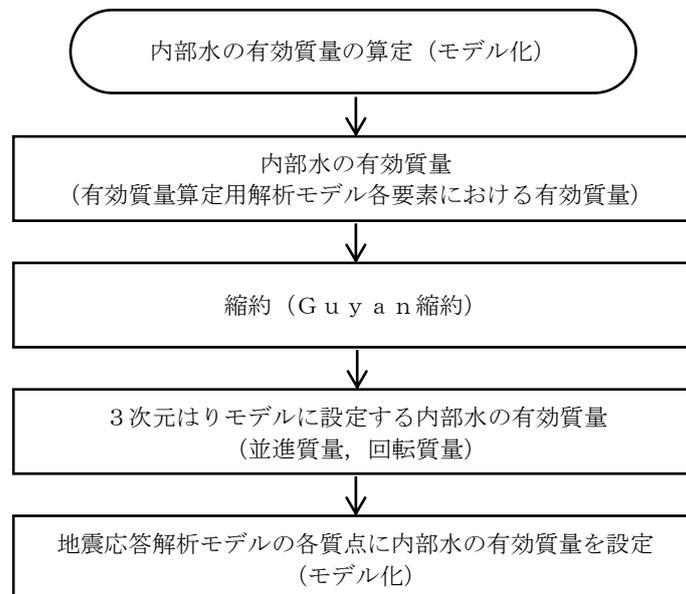 内部水の有効質量の算定（モデル化）
内部水の有効質量
（有効質量算定用解析モデル各要素における有効質量）
縮約（Ｇｕｙａｎ縮約）
３次元はりモデルに設定する内部水の有効質量
（並進質量，回転質量）
地震応答解析モデルの各質点に内部水の有効質量を設定
（モデル化）